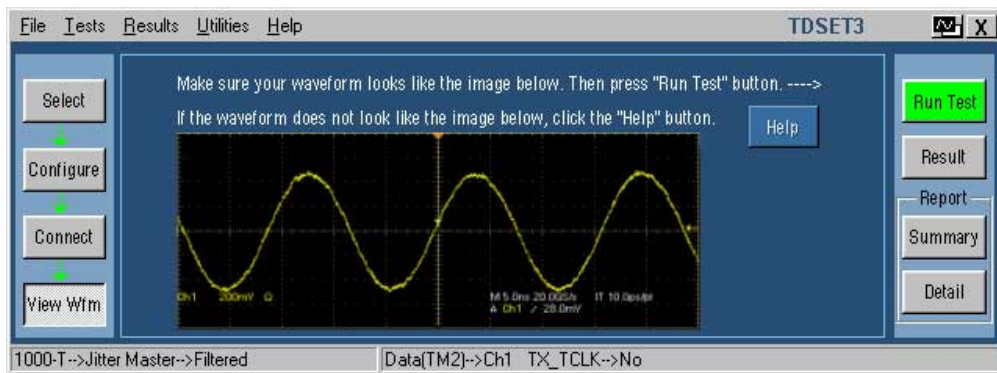 File Tests Results Utilities Help TDSET3 X
Make sure your waveform looks like the image below. Then press "Run Test" button. ---->
If the waveform does not look like the image below, click the "Help" button.
Help
Select
Configure
Connect
View Wfm
Ch1 200mV Ω
M 5.0ns 20.0GS/s IT 10.0ps/pt
A Ch1 / 28.0mV
Run Test
Result
Report
Summary
Detail
1000-T-->Jitter Master-->Filtered Data(TM2)-->Ch1 TX_TCLK-->No